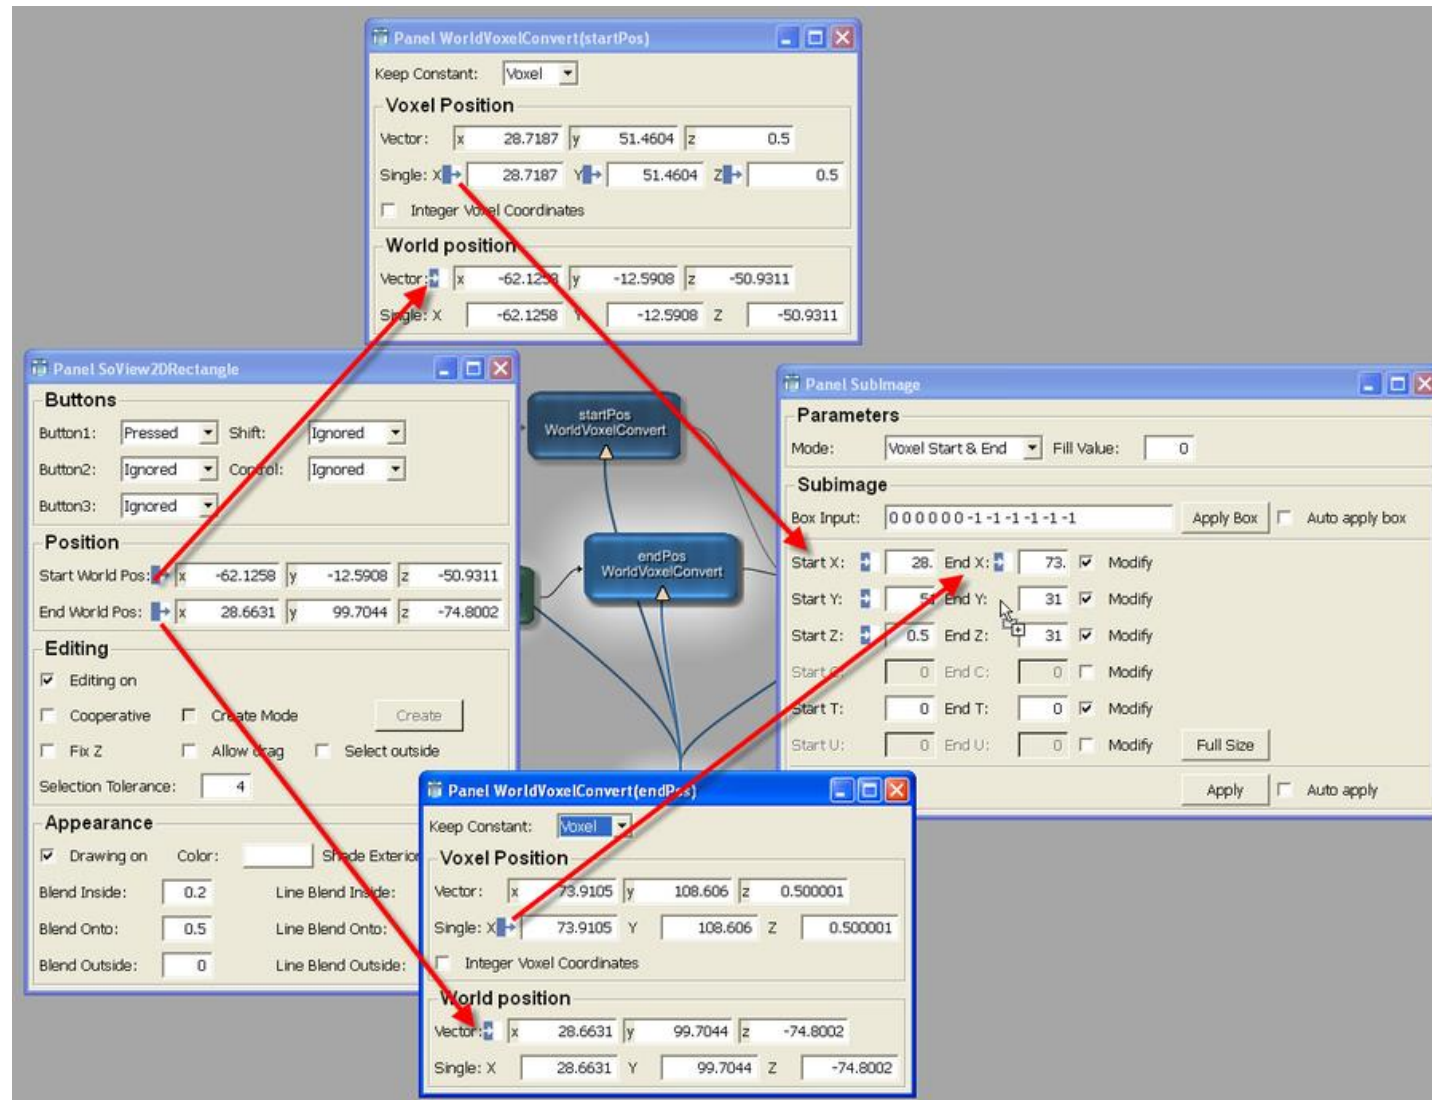 Panel WorldVoxelConvert(startPos)
Keep Constant: Voxel
Voxel Position
Vector: x 28.7187 y 51.4604 z 0.5
Single: X 28.7187 Y 51.4604 Z 0.5
Integer Voxel Coordinates
World position
Vector: x -62.1258 y -12.5908 z -50.9311
Single: X -62.1258 Y -12.5908 Z -50.9311
Panel SoView2DRectangle
Buttons
Button1: Pressed Shift: Ignored
Button2: Ignored Control: Ignored
Button3: Ignored
Position
Start World Pos: x -62.1258 y -12.5908 z -50.9311
End World Pos: x 28.6631 y 99.7044 z -74.8002
Editing
Editing on
Cooperative Create Mode Create
Fix Z Allow drag Select outside
Selection Tolerance: 4
Appearance
Drawing on Color: Shade Exterior
Blend Inside: 0.2 Line Blend Inside:
Blend Onto: 0.5 Line Blend Onto:
Blend Outside: 0 Line Blend Outside:
startPos
WorldVoxelConvert
endPos
WorldVoxelConvert
Panel SubImage
Parameters
Mode: Voxel Start & End Fill Value: 0
Subimage
Box Input: 0 0 0 0 0 0 -1 -1 -1 -1 -1 -1 Apply Box Auto apply box
Start X: 28. End X: 73. Modify
Start Y: 51 End Y: 31 Modify
Start Z: 0.5 End Z: 31 Modify
Start C: 0 End C: 0 Modify
Start T: 0 End T: 0 Modify
Start U: 0 End U: 0 Modify Full Size
Apply Auto apply
Panel WorldVoxelConvert(endPos)
Keep Constant: Voxel
Voxel Position
Vector: x 73.9105 y 108.606 z 0.500001
Single: X 73.9105 Y 108.606 Z 0.500001
Integer Voxel Coordinates
World position
Vector: x 28.6631 y 99.7044 z -74.8002
Single: X 28.6631 Y 99.7044 Z -74.8002